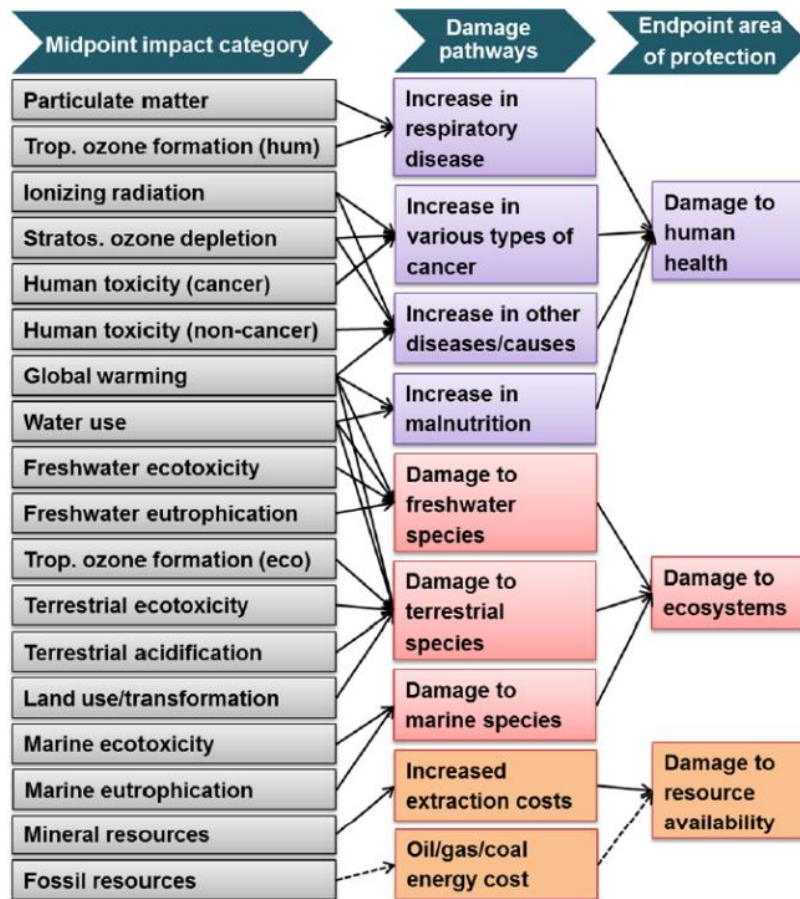 Midpoint impact category
Damage
pathways
Endpoint area
of protection
Particulate matter
Trop. ozone formation (hum)
Ionizing radiation
Stratos. ozone depletion
Human toxicity (cancer)
Human toxicity (non-cancer)
Global warming
Water use
Freshwater ecotoxicity
Freshwater eutrophication
Trop. ozone formation (eco)
Terrestrial ecotoxicity
Terrestrial acidification
Land use/transformation
Marine ecotoxicity
Marine eutrophication
Mineral resources
Fossil resources
Increase in
respiratory
disease
Increase in
various types of
cancer
Increase in other
diseases/causes
Increase in
malnutrition
Damage to
freshwater
species
Damage to
terrestrial
species
Damage to
marine species
Increased
extraction costs
Oil/gas/coal
energy cost
Damage to
human
health
Damage to
ecosystems
Damage to
resource
availability